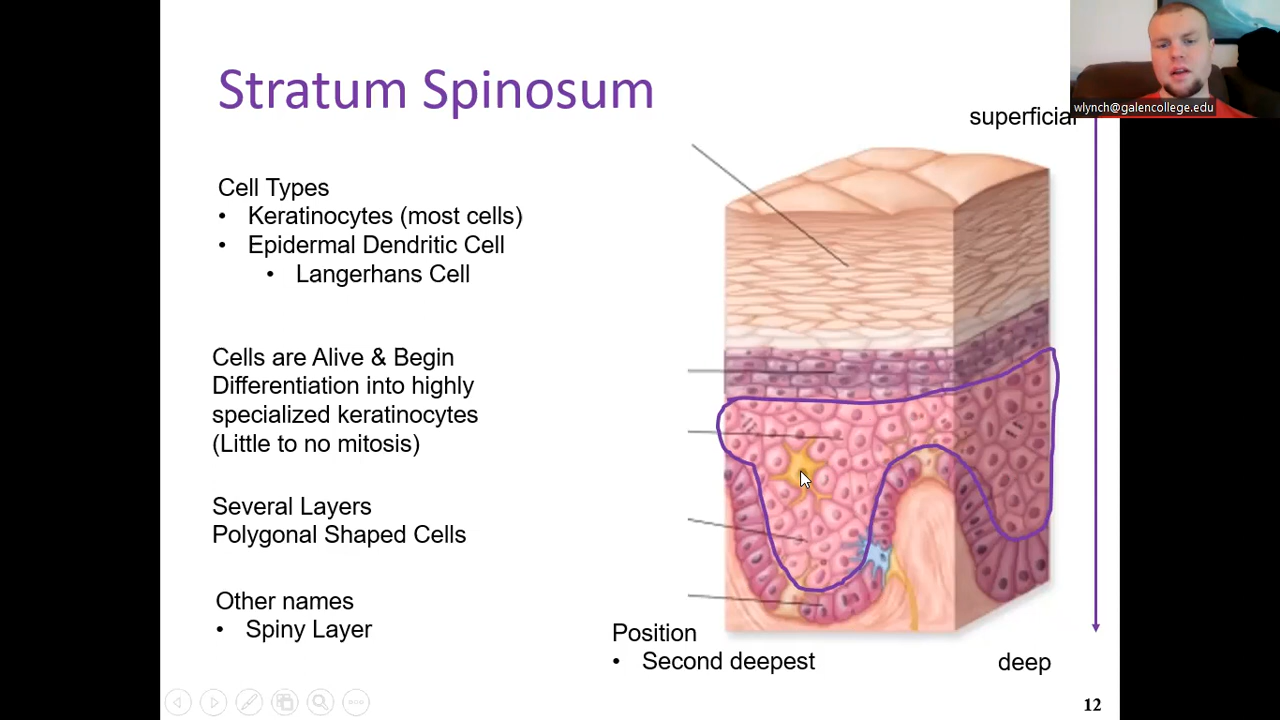 Stratum Spinosum
wlynch@galencollege.edu
superficial
Cell Types
• Keratinocytes (most cells)
• Epidermal Dendritic Cell
• Langerhans Cell
Cells are Alive & Begin
Differentiation into highly
specialized keratinocytes
(Little to no mitosis)
Several Layers
Polygonal Shaped Cells
Other names
• Spiny Layer
Position
• Second deepest
deep
12